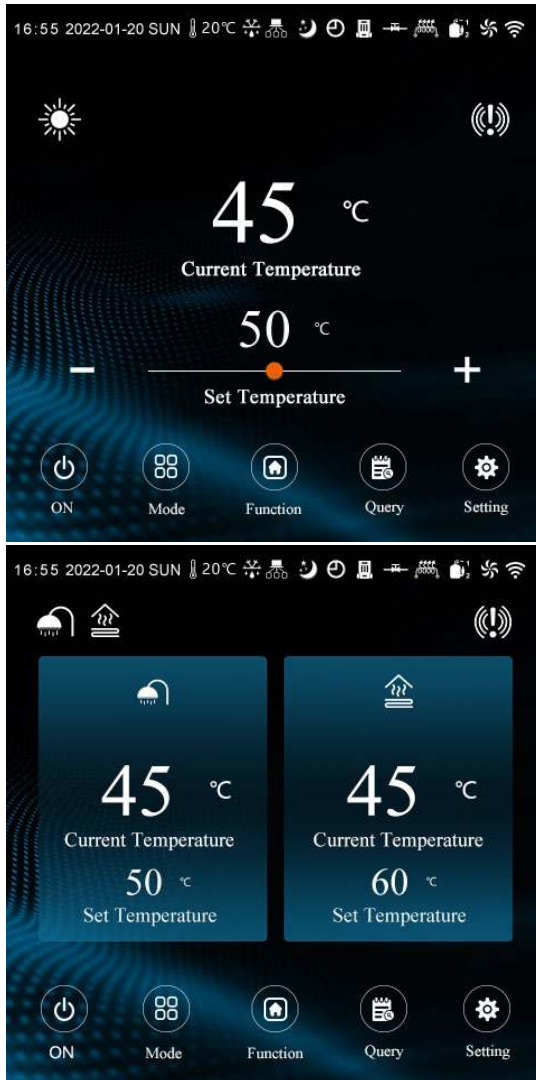 16:55 2022-01-20 SUN 20℃
45 ℃
Current Temperature
50 ℃
Set Temperature
ON Mode Function Query Setting
16:55 2022-01-20 SUN 20℃
45 ℃ 45 ℃
Current Temperature Current Temperature
50 ℃ 60 ℃
Set Temperature Set Temperature
ON Mode Function Query Setting